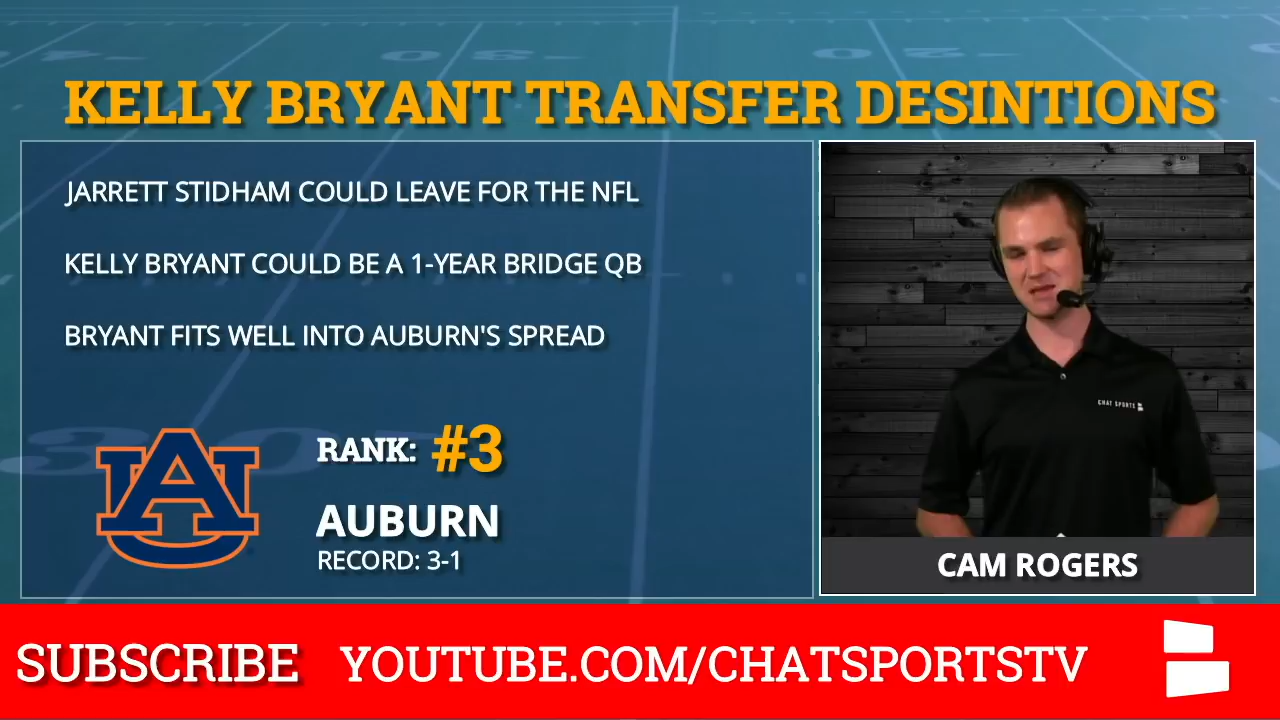 KELLY BRYANT TRANSFER DESINTIONS
JARRETT STIDHAM COULD LEAVE FOR THE NFL
KELLY BRYANT COULD BE A 1-YEAR BRIDGE QB
BRYANT FITS WELL INTO AUBURN'S SPREAD
AU
RANK: #3
AUBURN
RECORD: 3-1
CHAT SPORTS
CAM ROGERS
SUBSCRIBE YOUTUBE.COM/CHATSPORTSTV